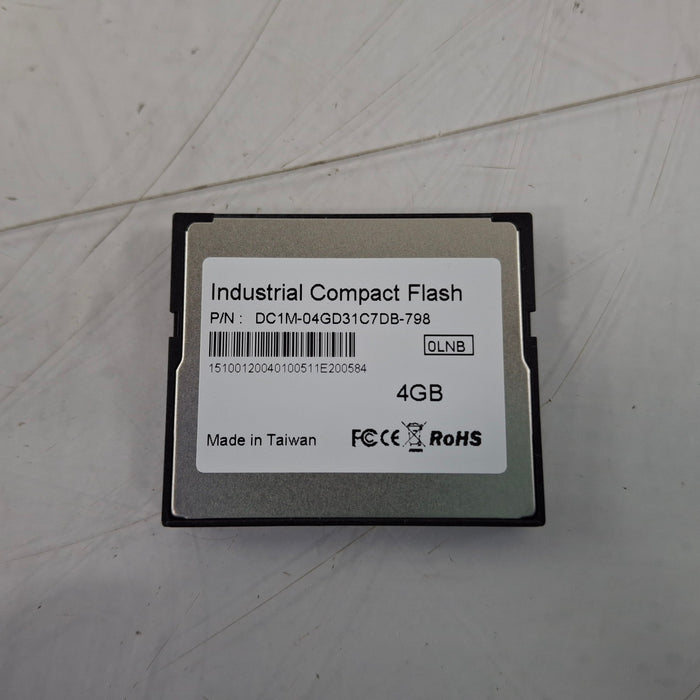 Industrial Compact Flash
P/N : DC1M-04GD31C7DB-798
0LNB
15100120040100511E200584
4GB
Made in Taiwan FC CE RoHS